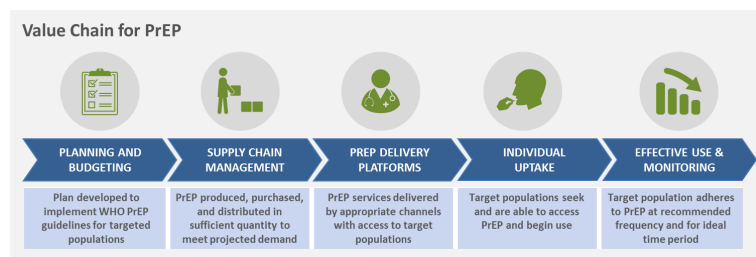 Value Chain for PrEP
PLANNING AND
BUDGETING
SUPPLY CHAIN
MANAGEMENT
PREP DELIVERY
PLATFORMS
INDIVIDUAL
UPTAKE
EFFECTIVE USE &
MONITORING
Plan developed to
implement WHO PrEP
guidelines for targeted
populations
PrEP produced, purchased,
and distributed in
sufficient quantity to
meet projected demand
PrEP services delivered
by appropriate channels
with access to target
populations
Target populations seek
and are able to access
PrEP and begin use
Target population adheres
to PrEP at recommended
frequency and for ideal
time period